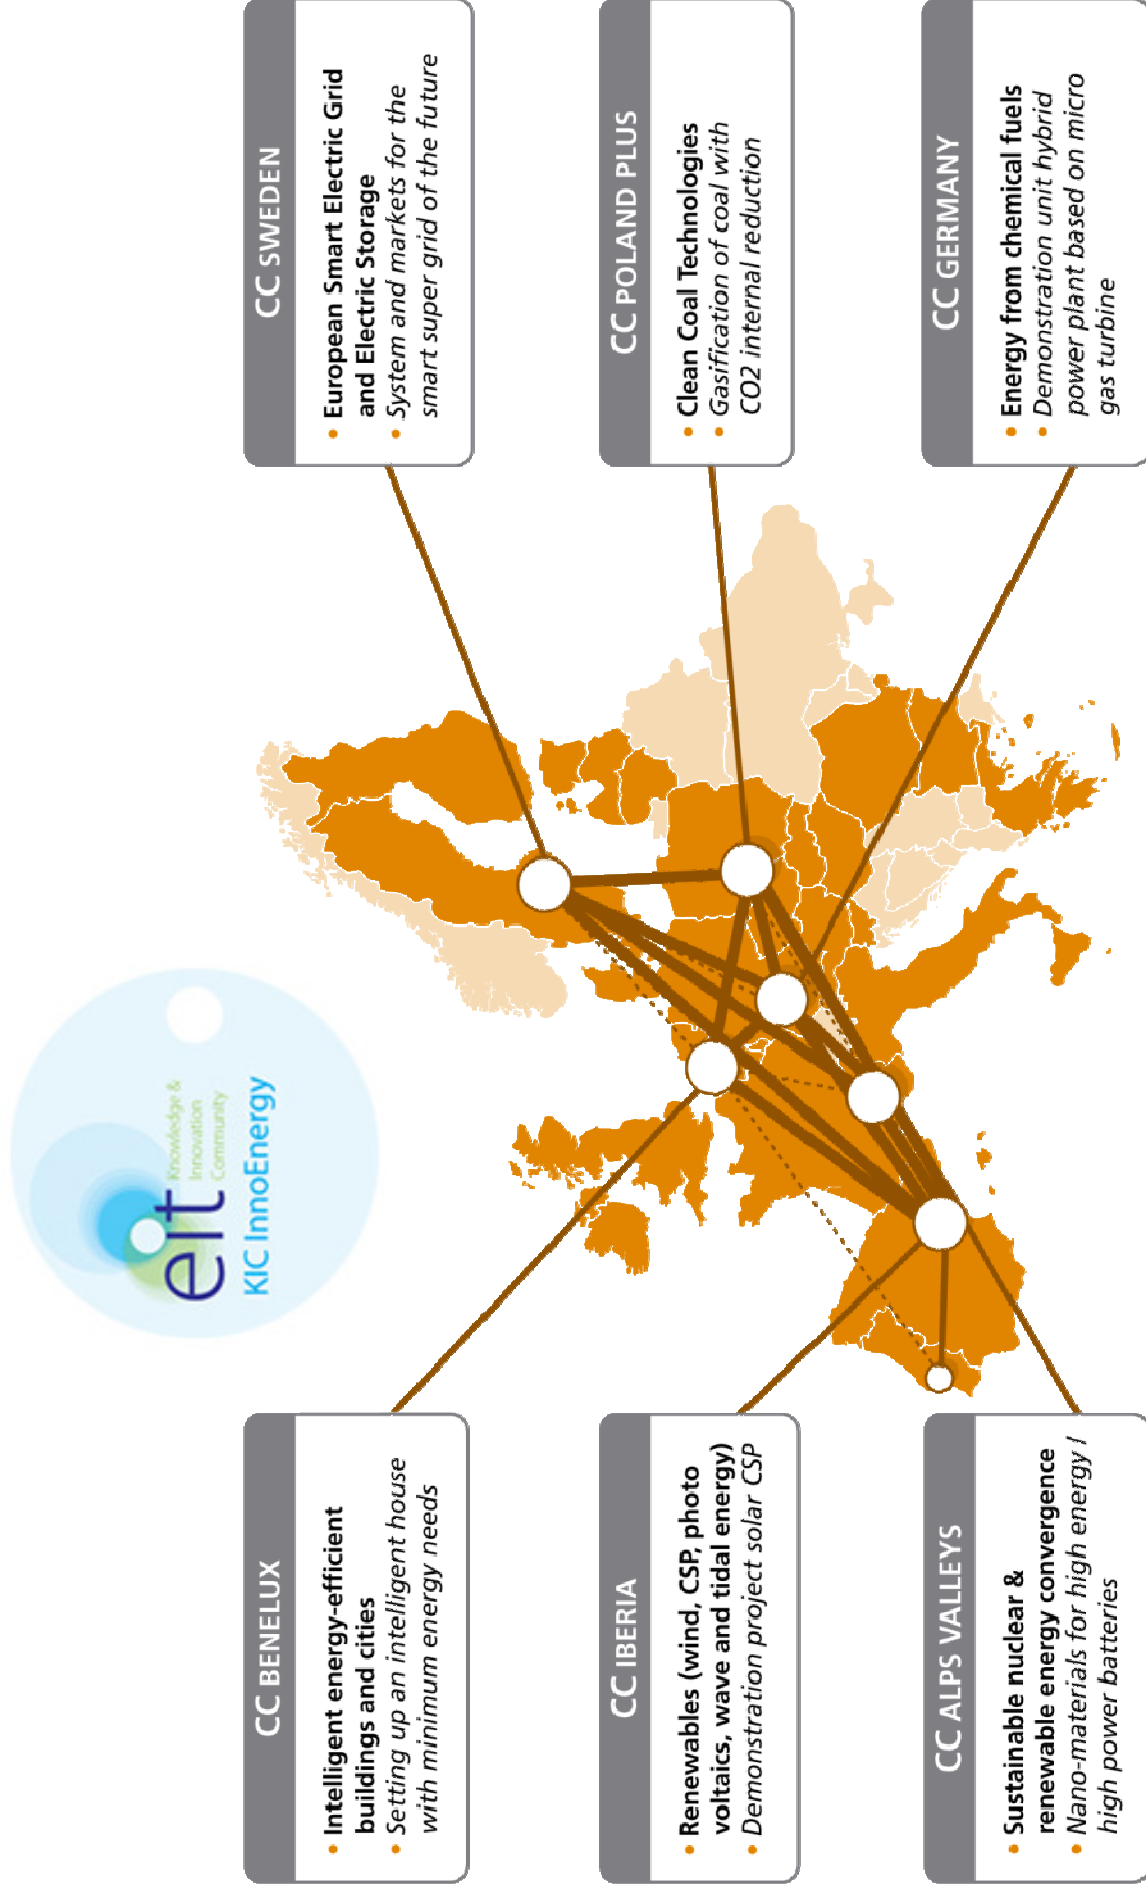 eit
Knowledge &
Innovation
Community
KIC InnoEnergy
CC BENELUX
• Intelligent energy-efficient
buildings and cities
• Setting up an intelligent house
with minimum energy needs
CC IBERIA
• Renewables (wind, CSP, photo
voltaics, wave and tidal energy)
• Demonstration project solar CSP
CC ALPS VALLEYS
• Sustainable nuclear &
renewable energy convergence
• Nano-materials for high energy /
high power batteries
CC SWEDEN
• European Smart Electric Grid
and Electric Storage
• System and markets for the
smart super grid of the future
CC POLAND PLUS
• Clean Coal Technologies
• Gasification of coal with
CO2 internal reduction
CC GERMANY
• Energy from chemical fuels
• Demonstration unit hybrid
power plant based on micro
gas turbine